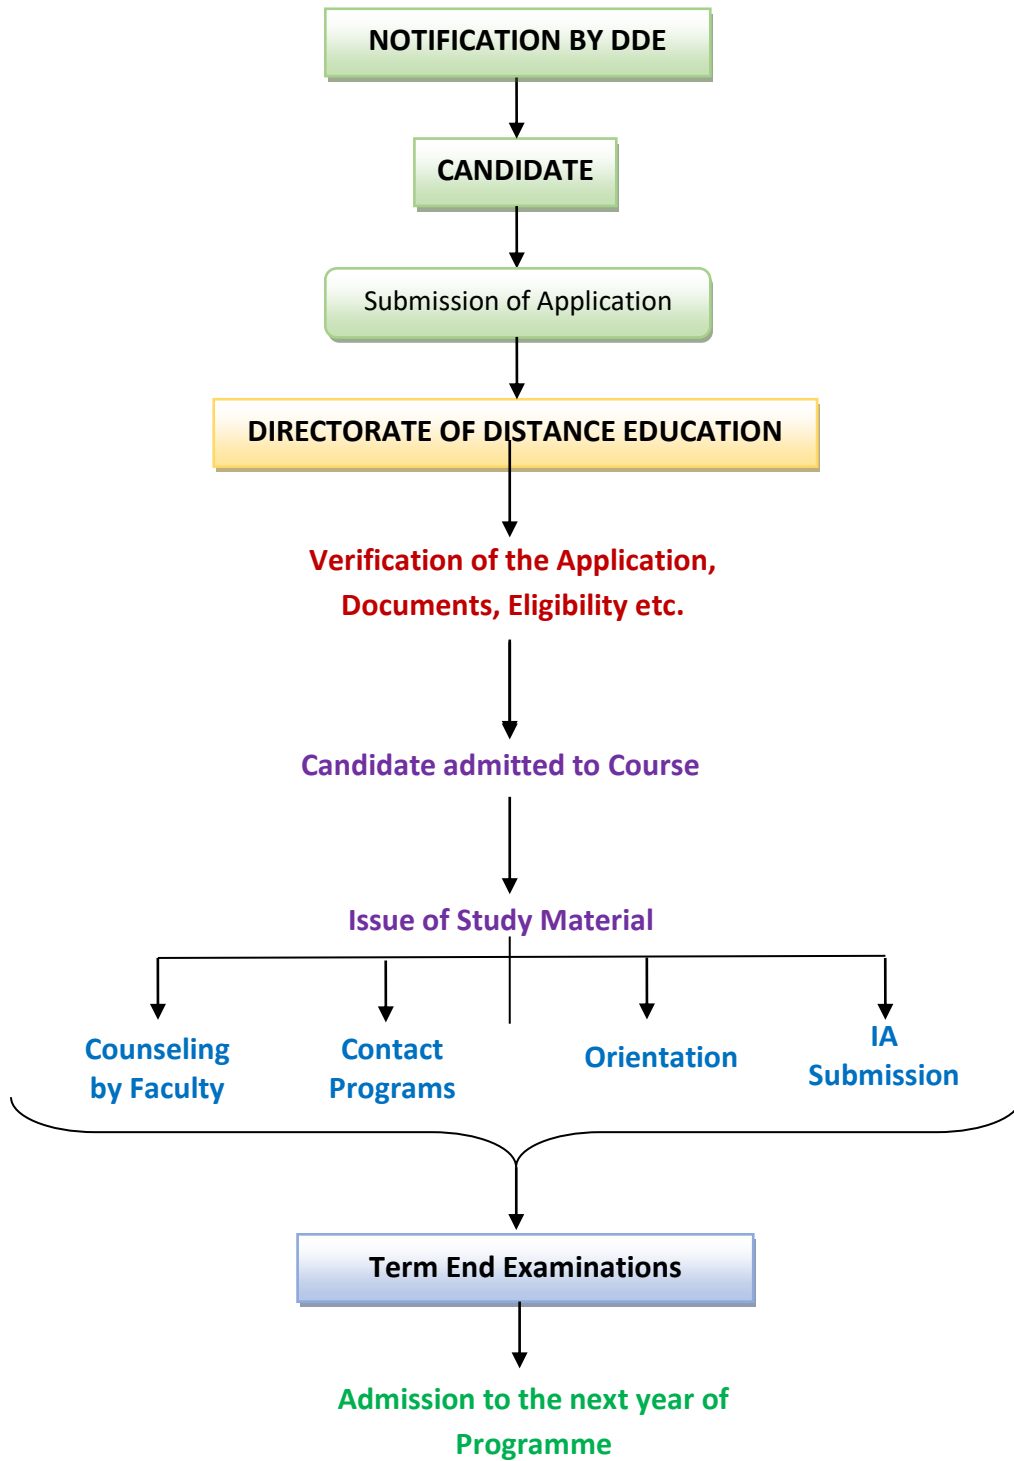 NOTIFICATION BY DDE
CANDIDATE
Submission of Application
DIRECTORATE OF DISTANCE EDUCATION
Verification of the Application,
Documents, Eligibility etc.
Candidate admitted to Course
Issue of Study Material
Counseling
by Faculty
Contact
Programs
Orientation
IA
Submission
Term End Examinations
Admission to the next year of
Programme